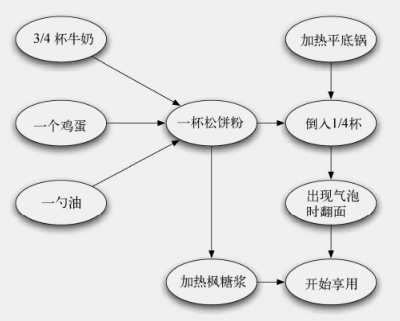 3/4 杯牛奶
加热平底锅
一个鸡蛋
一杯松饼粉
倒入1/4杯
一勺油
出现气泡
时翻面
加热枫糖浆
开始享用